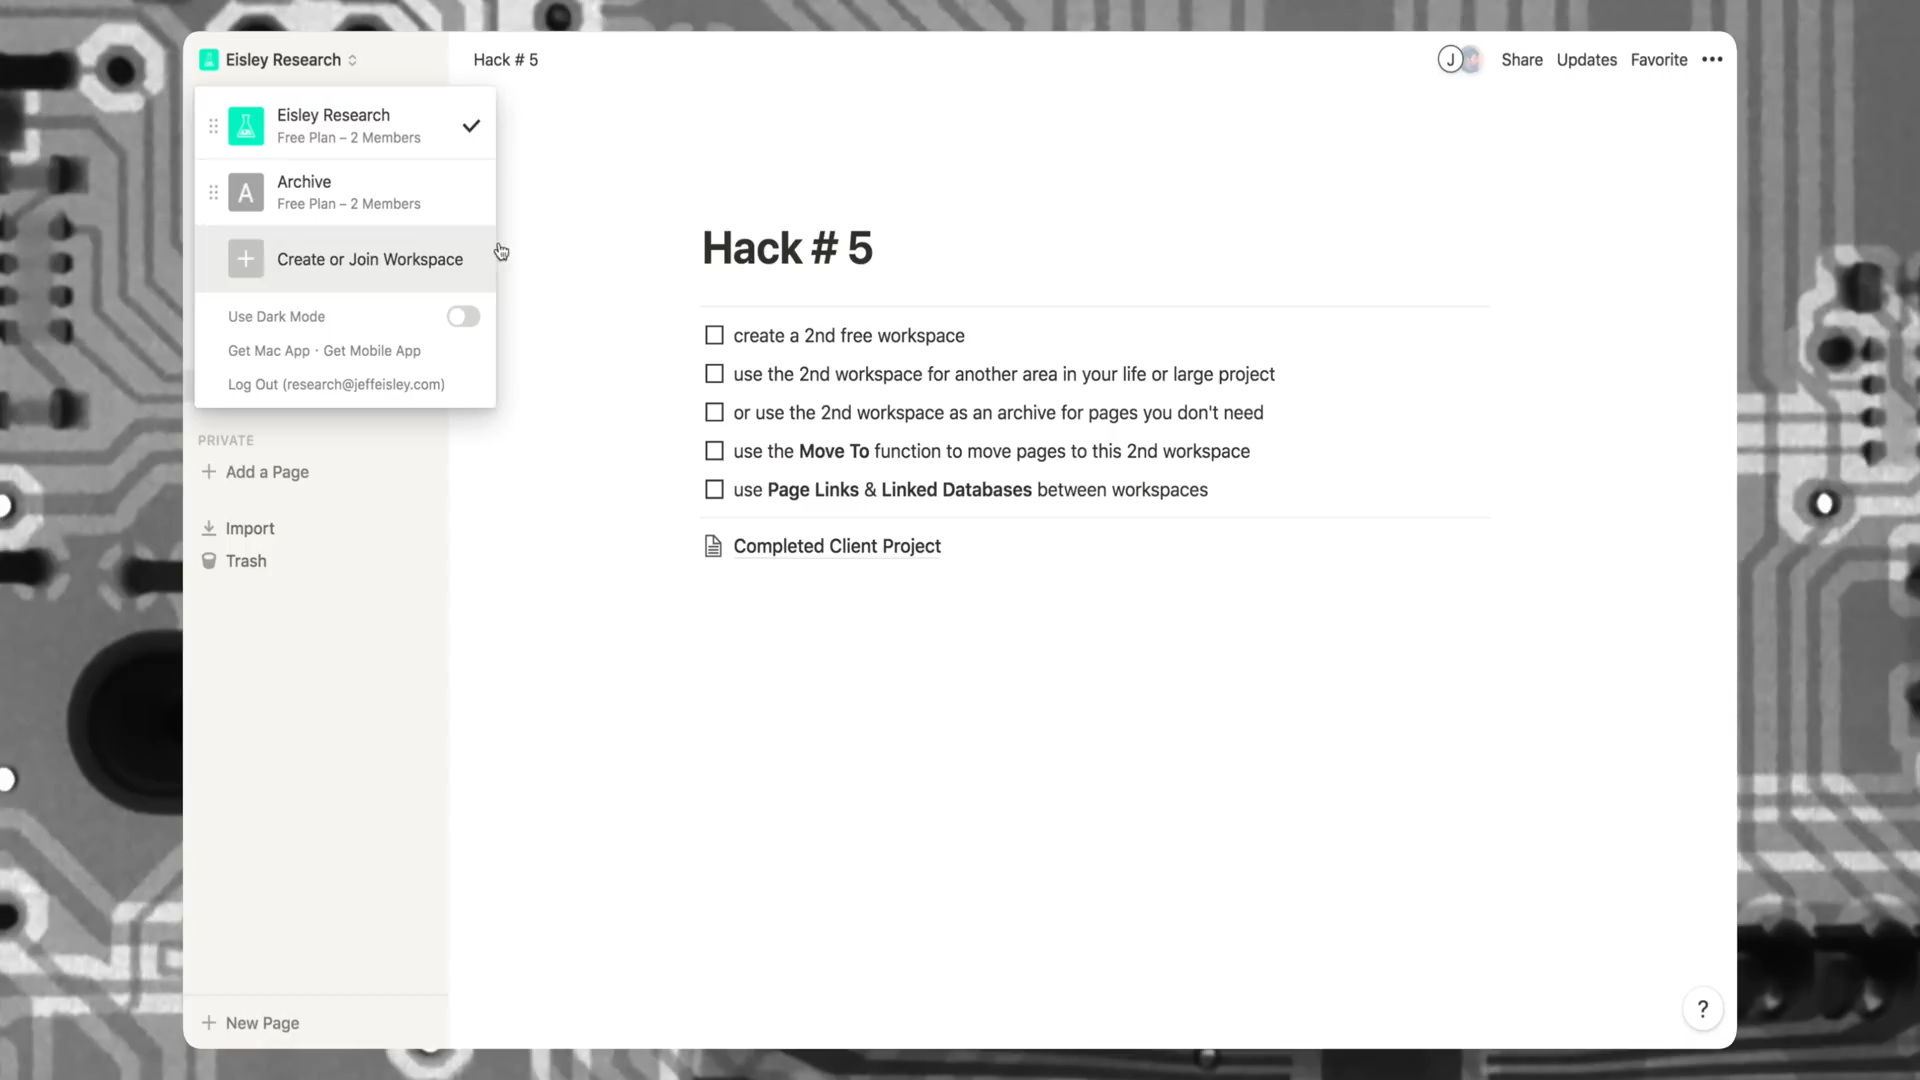 Eisley Research
Hack # 5
J
Share
Updates
Favorite
Eisley Research
Free Plan – 2 Members
A
Archive
Free Plan – 2 Members
Create or Join Workspace
Use Dark Mode
Get Mac App · Get Mobile App
Log Out (research@jeffeisley.com)
PRIVATE
Add a Page
Import
Trash
New Page
Hack # 5
create a 2nd free workspace
use the 2nd workspace for another area in your life or large project
or use the 2nd workspace as an archive for pages you don't need
use the Move To function to move pages to this 2nd workspace
use Page Links & Linked Databases between workspaces
Completed Client Project
?